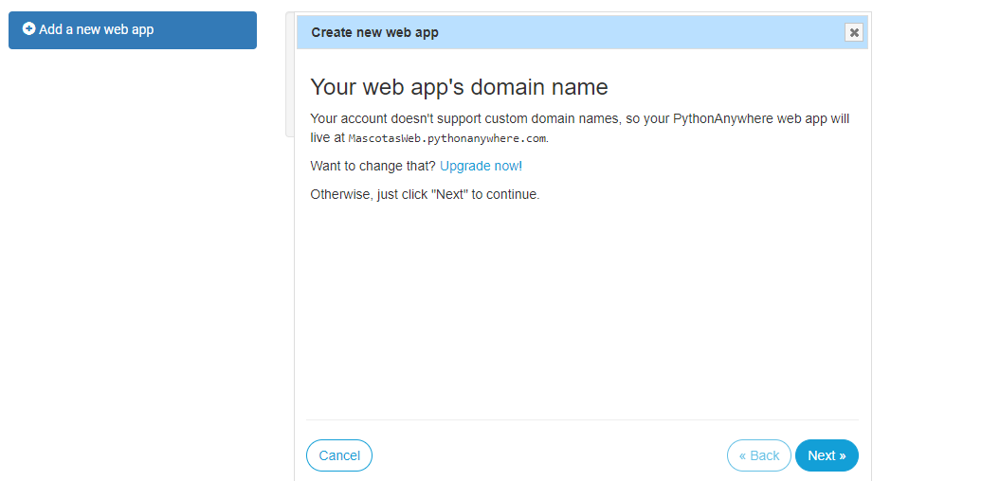 Add a new web app
Create new web app
Your web app's domain name
Your account doesn't support custom domain names, so your PythonAnywhere web app will
live at MascotasWeb.pythonanywhere.com.
Want to change that? Upgrade now!
Otherwise, just click "Next" to continue.
Cancel
« Back
Next »